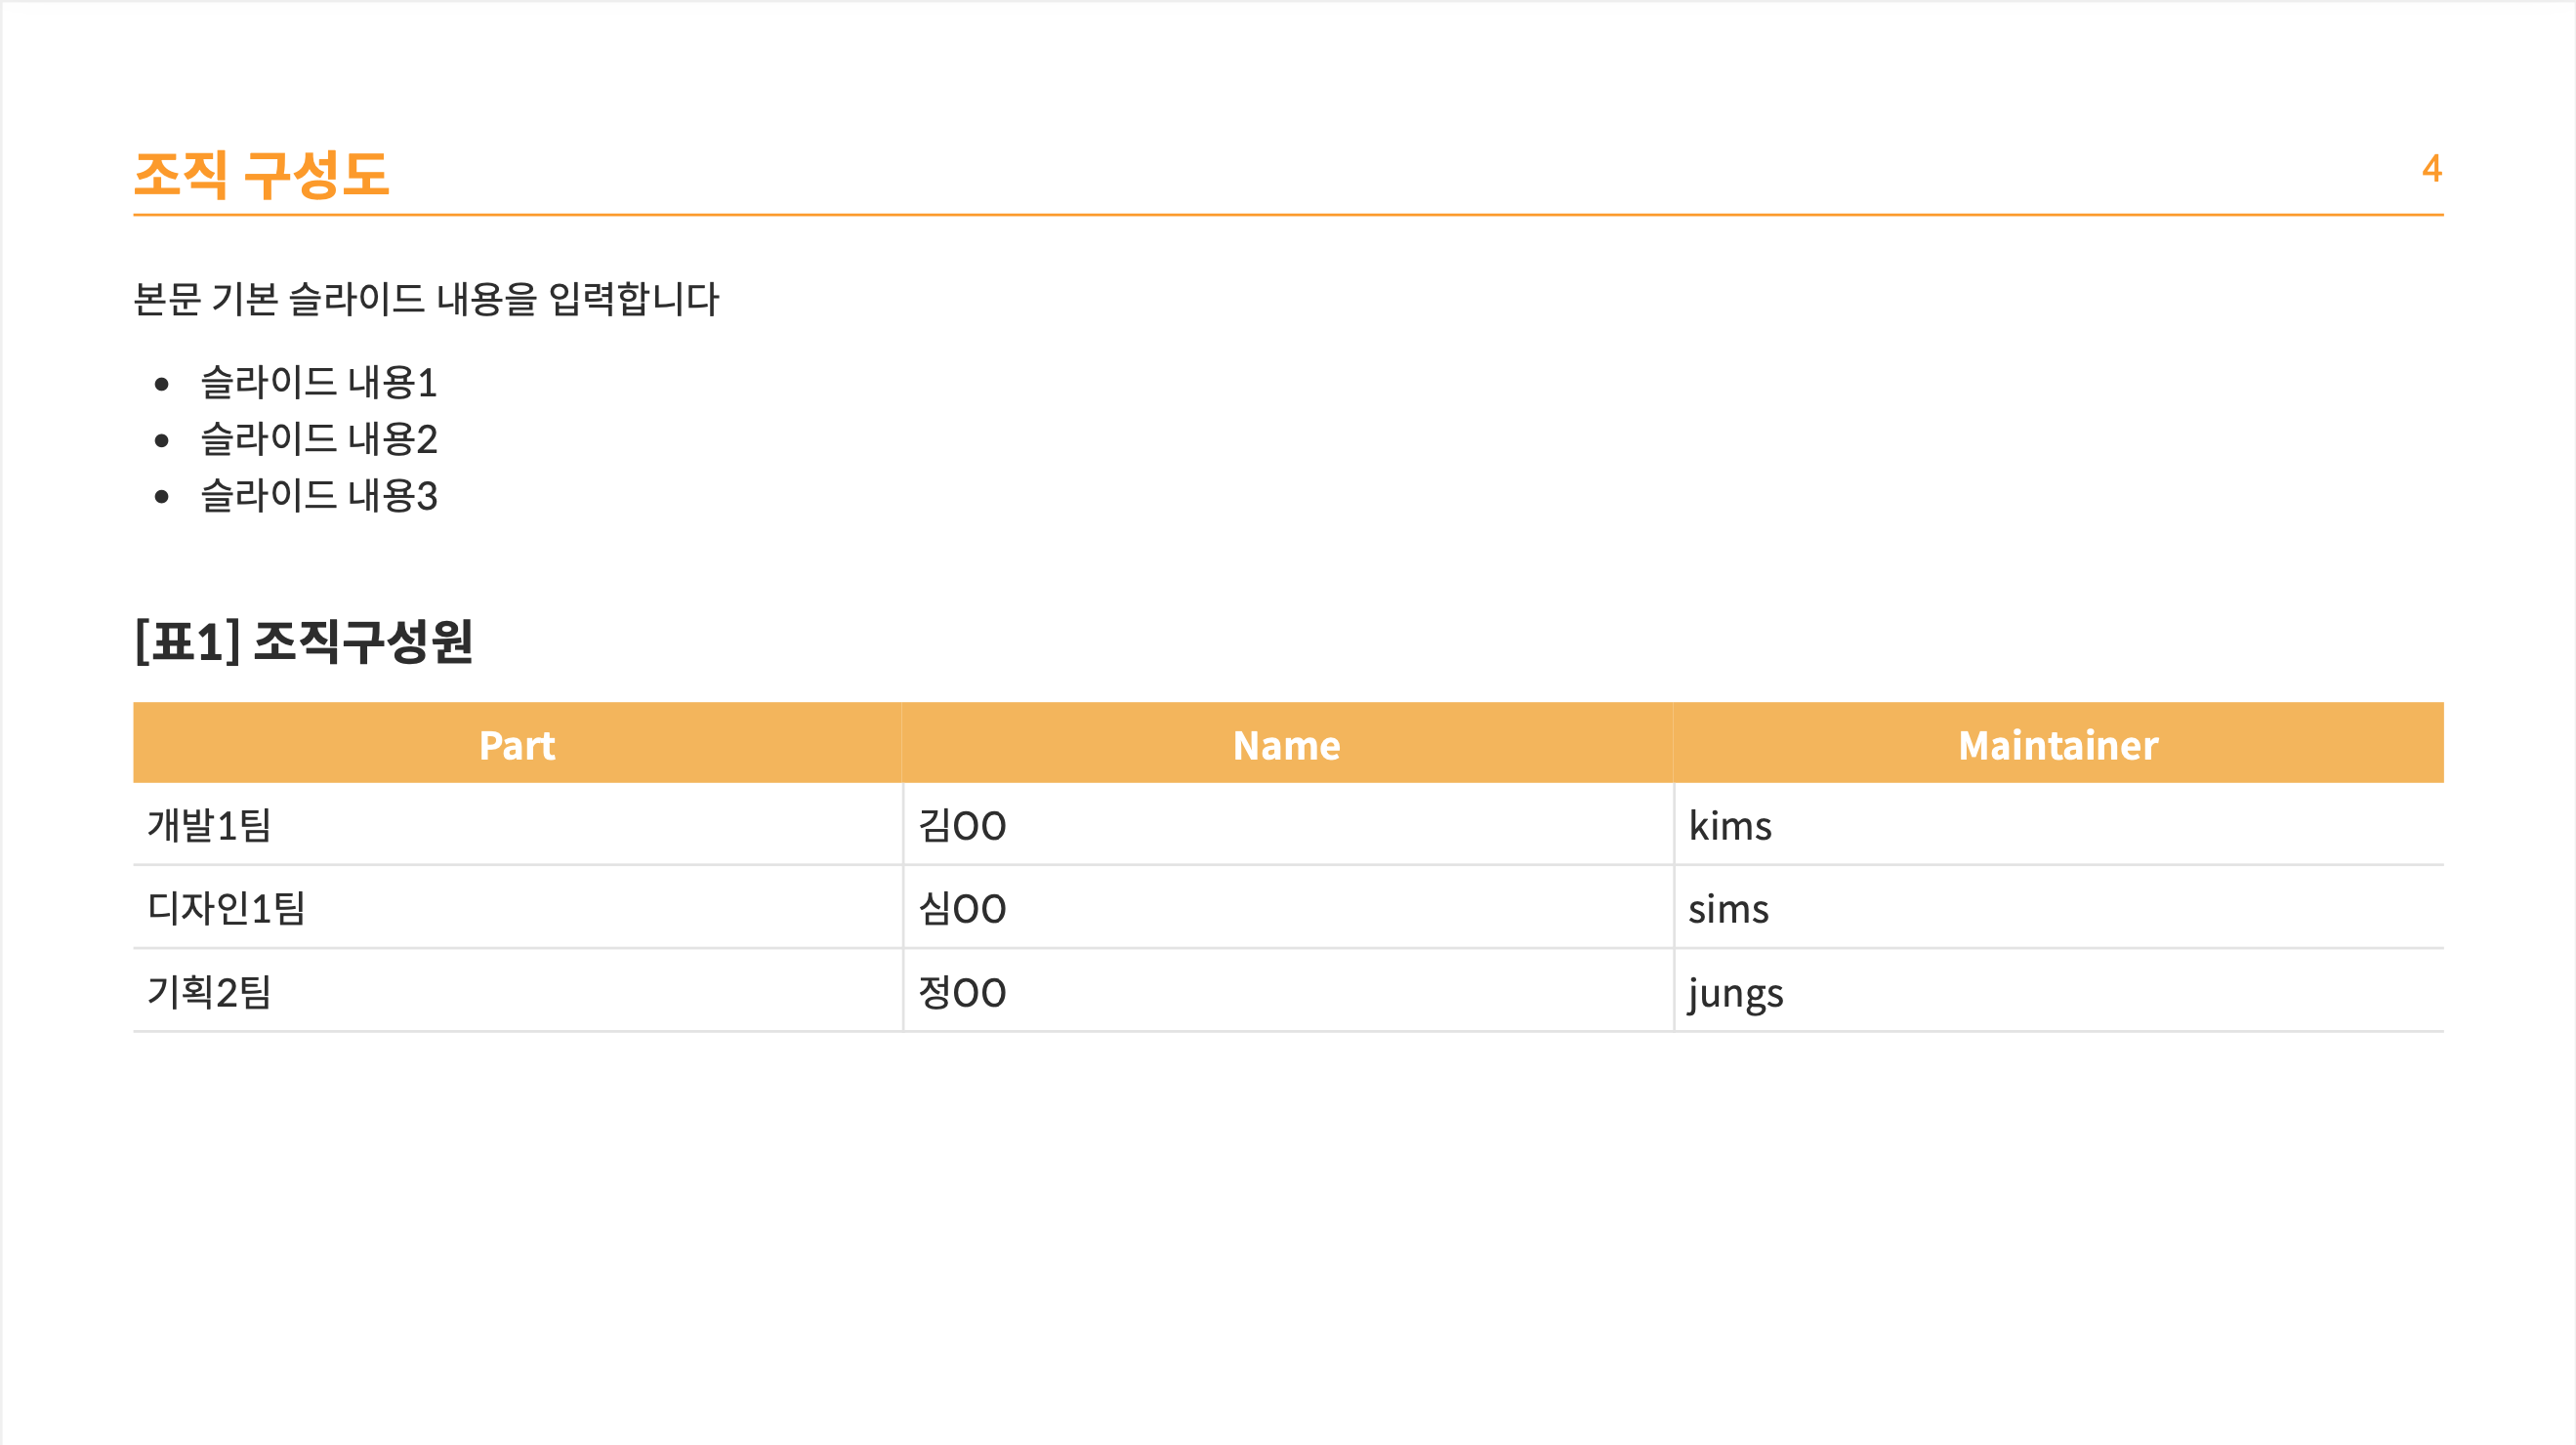 조직 구성도
4
본문 기본 슬라이드 내용을 입력합니다
• 슬라이드 내용1
• 슬라이드 내용2
• 슬라이드 내용3
[표1] 조직구성원
Part Name Maintainer
개발1팀 김OO kims
디자인1팀 심OO sims
기획2팀 정OO jungs